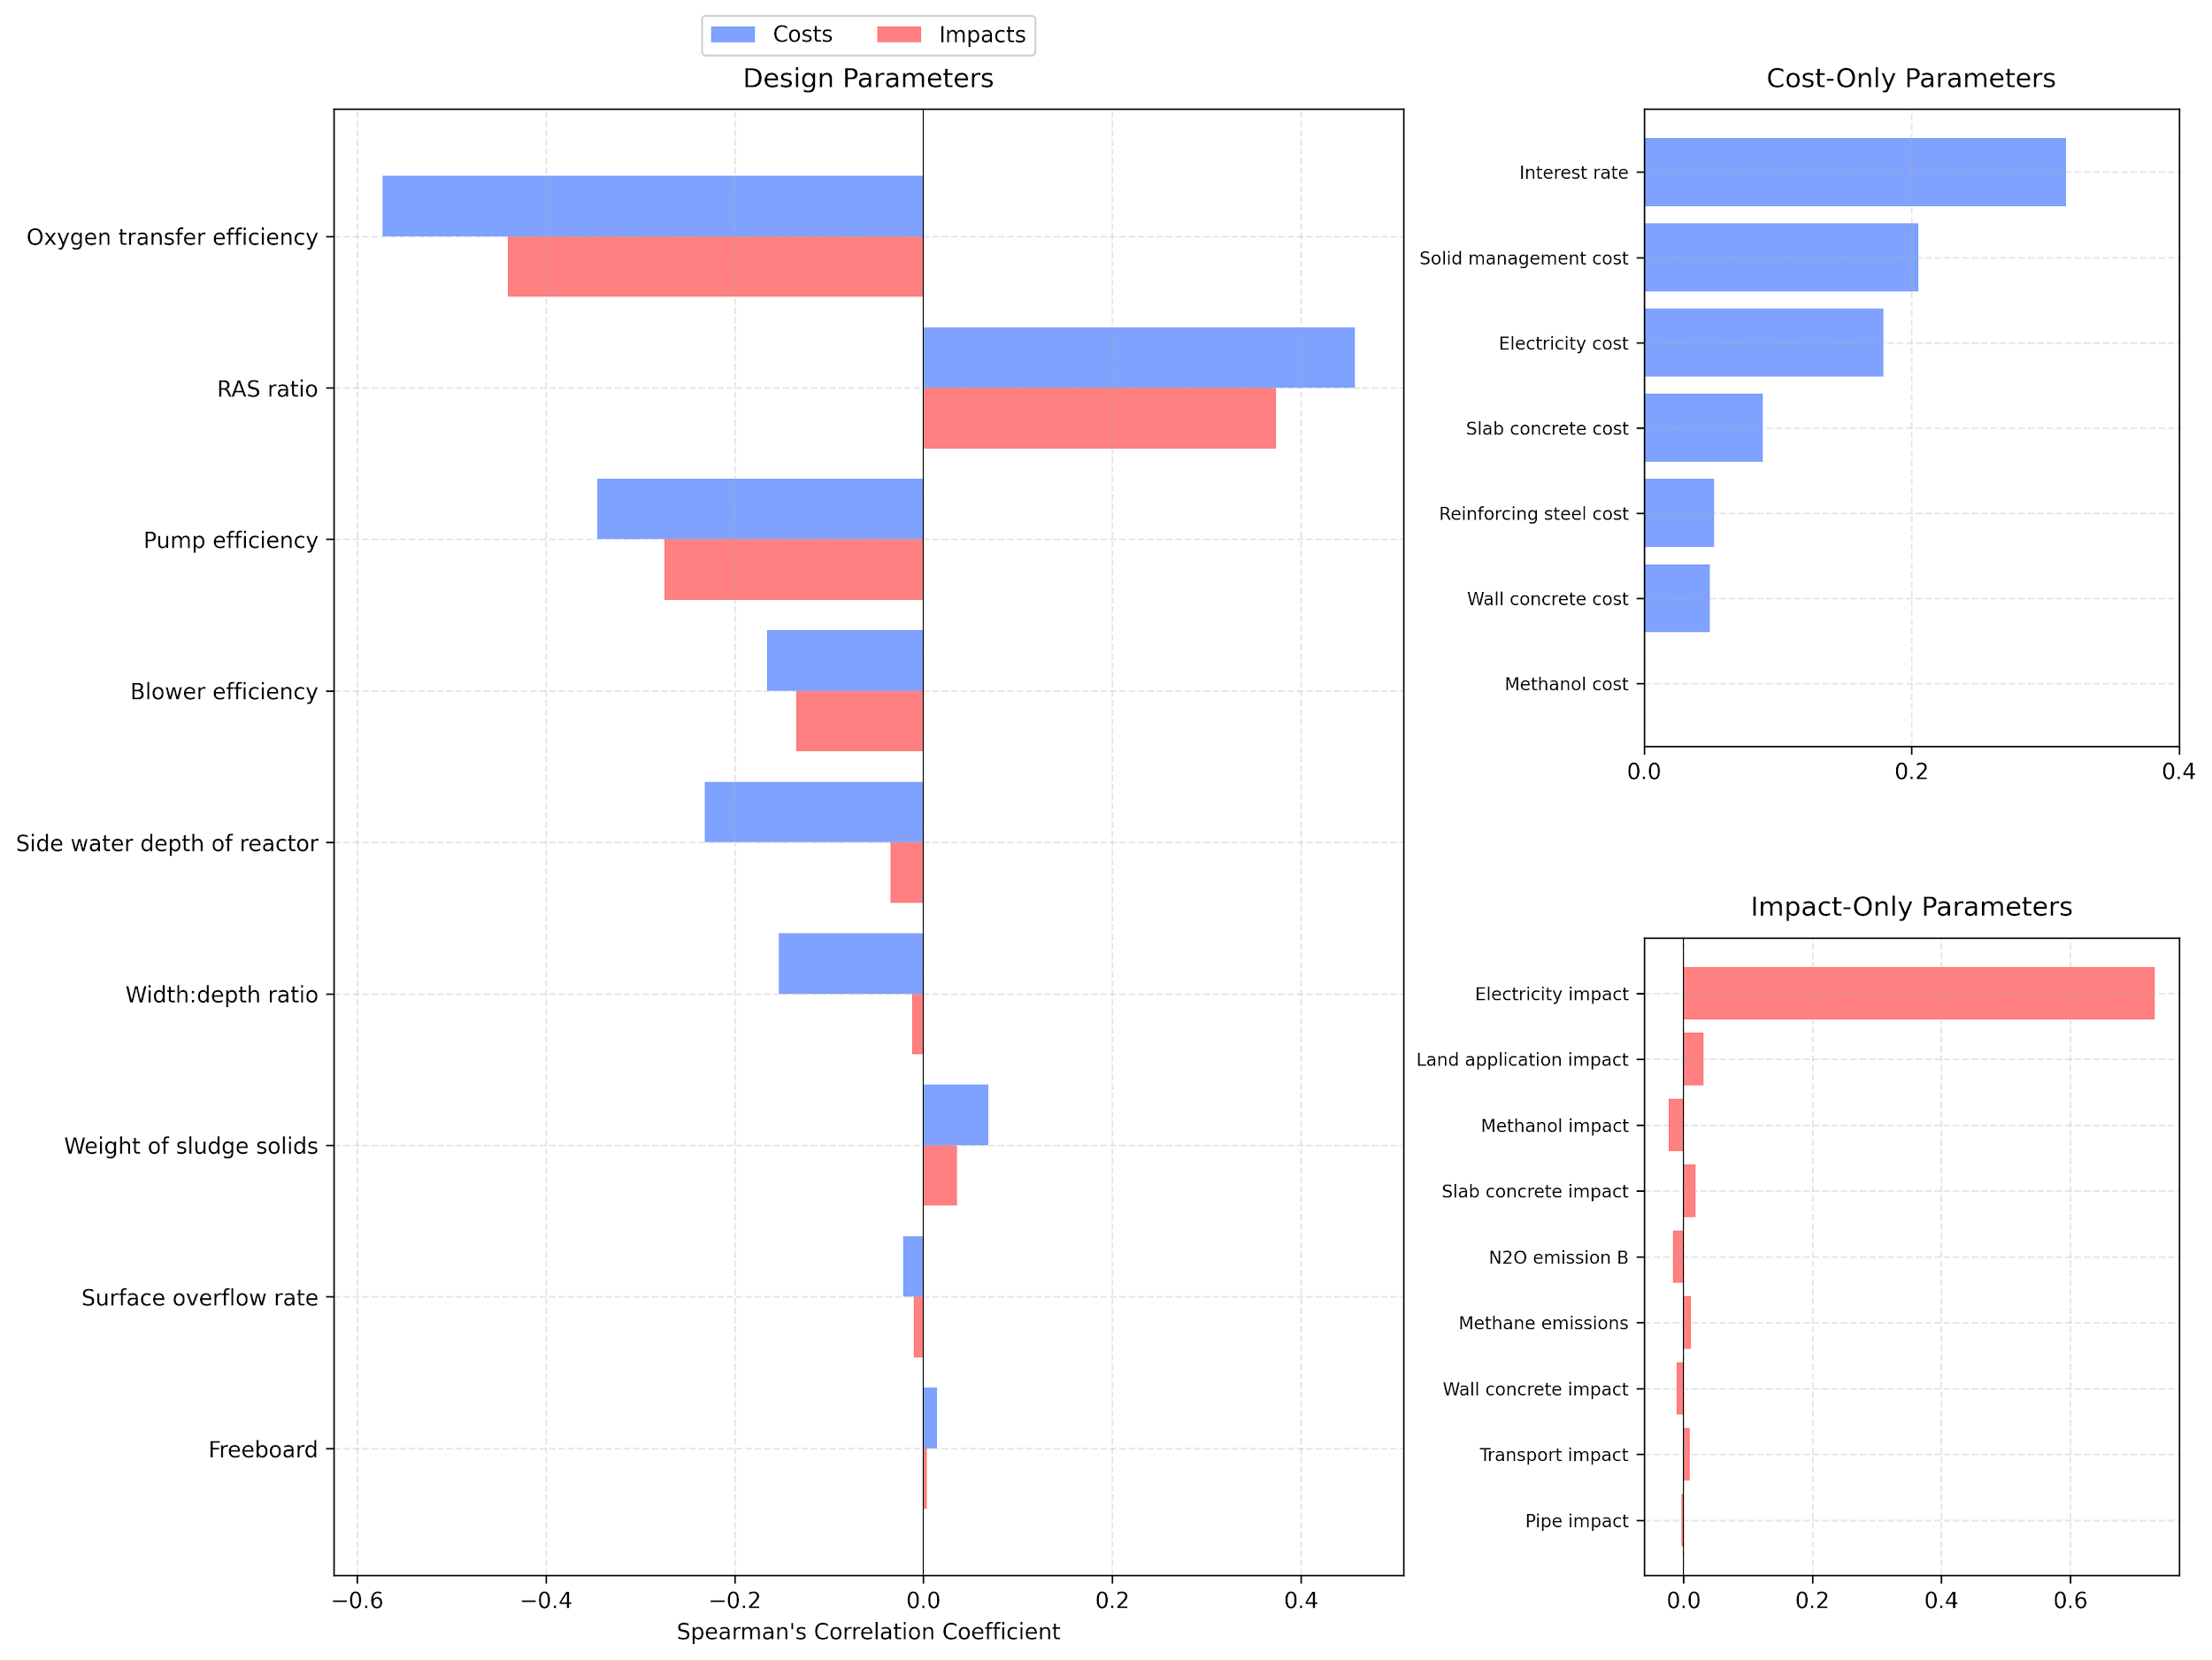 Costs
Impacts
Design Parameters
Oxygen transfer efficiency
RAS ratio
Pump efficiency
Blower efficiency
Side water depth of reactor
Width:depth ratio
Weight of sludge solids
Surface overflow rate
Freeboard
−0.6 −0.4 −0.2 0.0 0.2 0.4
Spearman's Correlation Coefficient
Cost-Only Parameters
Interest rate
Solid management cost
Electricity cost
Slab concrete cost
Reinforcing steel cost
Wall concrete cost
Methanol cost
0.0 0.2 0.4
Impact-Only Parameters
Electricity impact
Land application impact
Methanol impact
Slab concrete impact
N2O emission B
Methane emissions
Wall concrete impact
Transport impact
Pipe impact
0.0 0.2 0.4 0.6